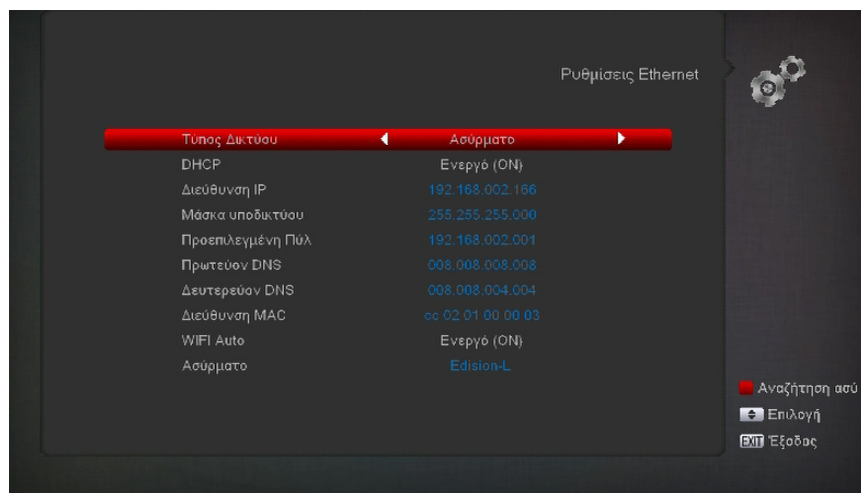 Ρυθμίσεις Ethernet
Τύπος Δικτύου Ασύρματο
DHCP Ενεργό (ON)
Διεύθυνση IP 192.168.002.166
Μάσκα υποδικτύου 255.255.255.000
Προεπιλεγμένη Πύλ 192.168.002.001
Πρωτεύον DNS 008.008.008.008
Δευτερεύον DNS 008.008.004.004
Διεύθυνση MAC cc 02 01 00 00 03
WIFI Auto Ενεργό (ON)
Ασύρματο Edision-L
Αναζήτηση ασύ
Επιλογή
EXIT Έξοδος